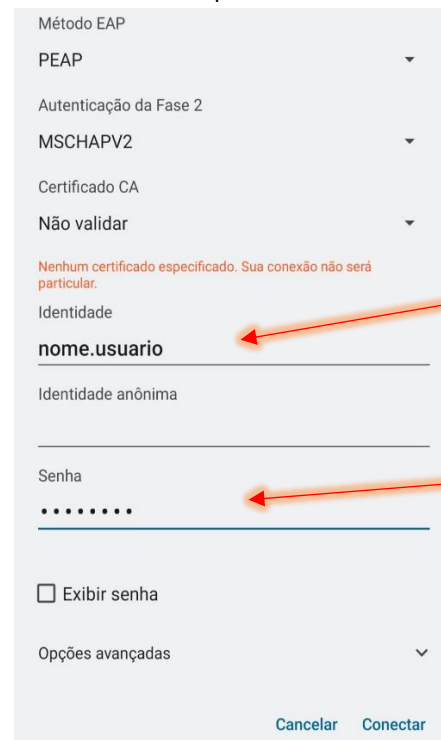 Método EAP
PEAP
Autenticação da Fase 2
MSCHAPV2
Certificado CA
Não validar
Nenhum certificado especificado. Sua conexão não será
particular.
Identidade
nome.usuario
Identidade anônima
Senha
••••••••
Exibir senha
Opções avançadas
Cancelar Conectar